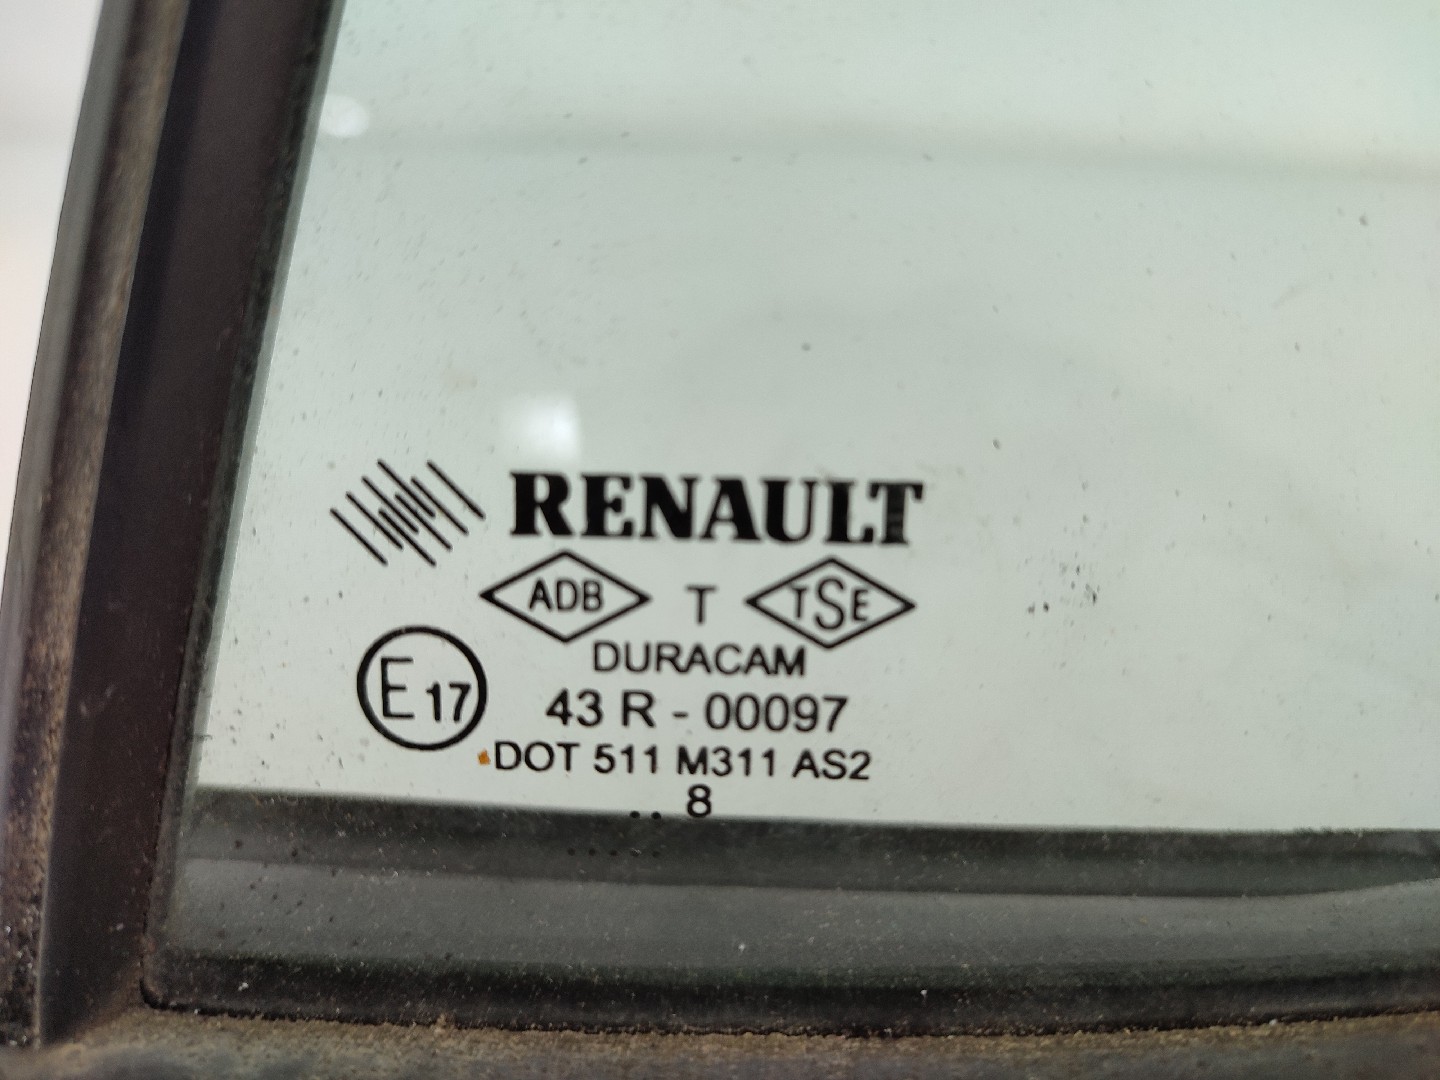 RENAULT
ADB T TSE
DURACAM
E17 43 R - 00097
DOT 511 M311 AS2
.. 8
.....